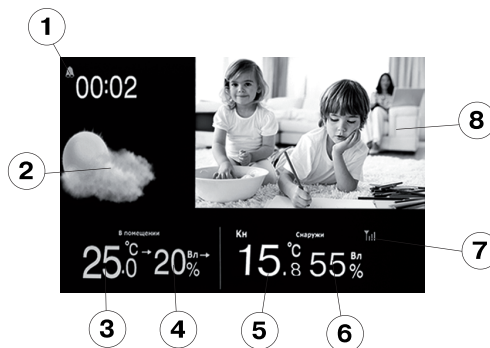 1
00:02
2
8
В помещении
Кн
Снаружи
7
25.0 °C → 20 Вл → %
15.8 °C 55 Вл %
3
4
5
6